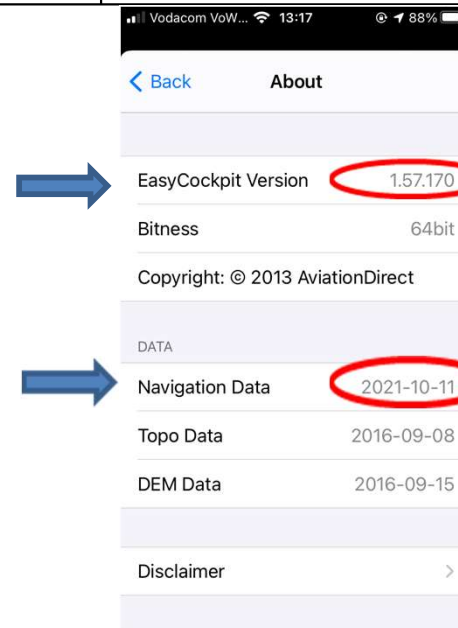 Vodacom VoW... 13:17 88%
Back About
EasyCockpit Version 1.57.170
Bitness 64bit
Copyright: © 2013 AviationDirect
DATA
Navigation Data 2021-10-11
Topo Data 2016-09-08
DEM Data 2016-09-15
Disclaimer